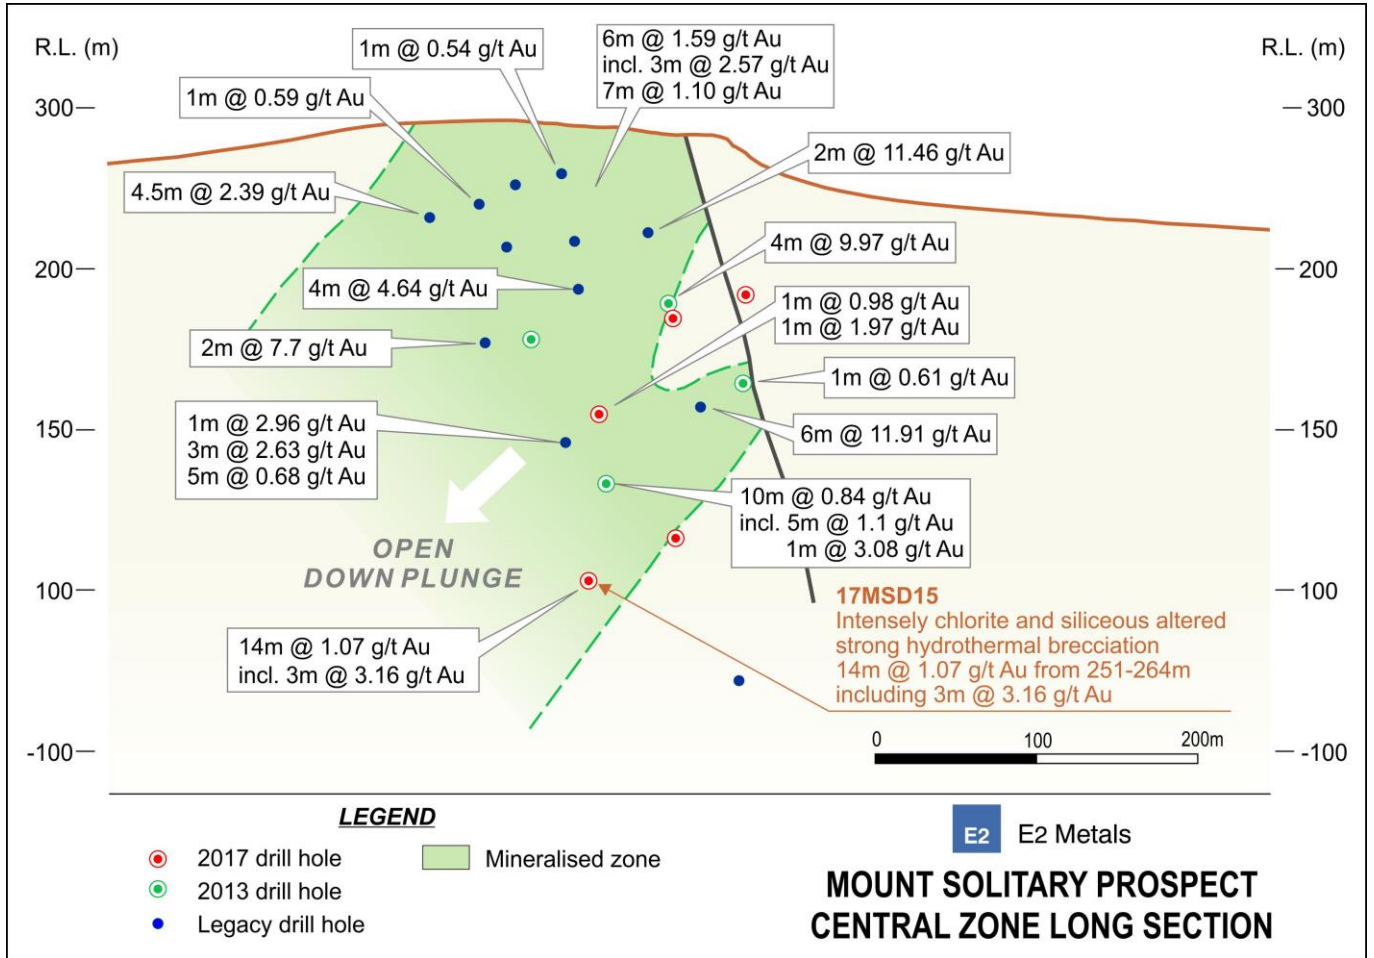 R.L. (m)
R.L. (m)
1m @ 0.54 g/t Au
6m @ 1.59 g/t Au
incl. 3m @ 2.57 g/t Au
7m @ 1.10 g/t Au
1m @ 0.59 g/t Au
300
300
2m @ 11.46 g/t Au
4.5m @ 2.39 g/t Au
4m @ 9.97 g/t Au
200
200
4m @ 4.64 g/t Au
1m @ 0.98 g/t Au
1m @ 1.97 g/t Au
2m @ 7.7 g/t Au
1m @ 0.61 g/t Au
1m @ 2.96 g/t Au
3m @ 2.63 g/t Au
5m @ 0.68 g/t Au
150
150
6m @ 11.91 g/t Au
10m @ 0.84 g/t Au
incl. 5m @ 1.1 g/t Au
1m @ 3.08 g/t Au
OPEN
DOWN PLUNGE
100
100
17MSD15
Intensely chlorite and siliceous altered
strong hydrothermal brecciation
14m @ 1.07 g/t Au from 251-264m
including 3m @ 3.16 g/t Au
14m @ 1.07 g/t Au
incl. 3m @ 3.16 g/t Au
-100
-100
0 100 200m
LEGEND
2017 drill hole
Mineralised zone
2013 drill hole
Legacy drill hole
E2
E2 Metals
MOUNT SOLITARY PROSPECT
CENTRAL ZONE LONG SECTION